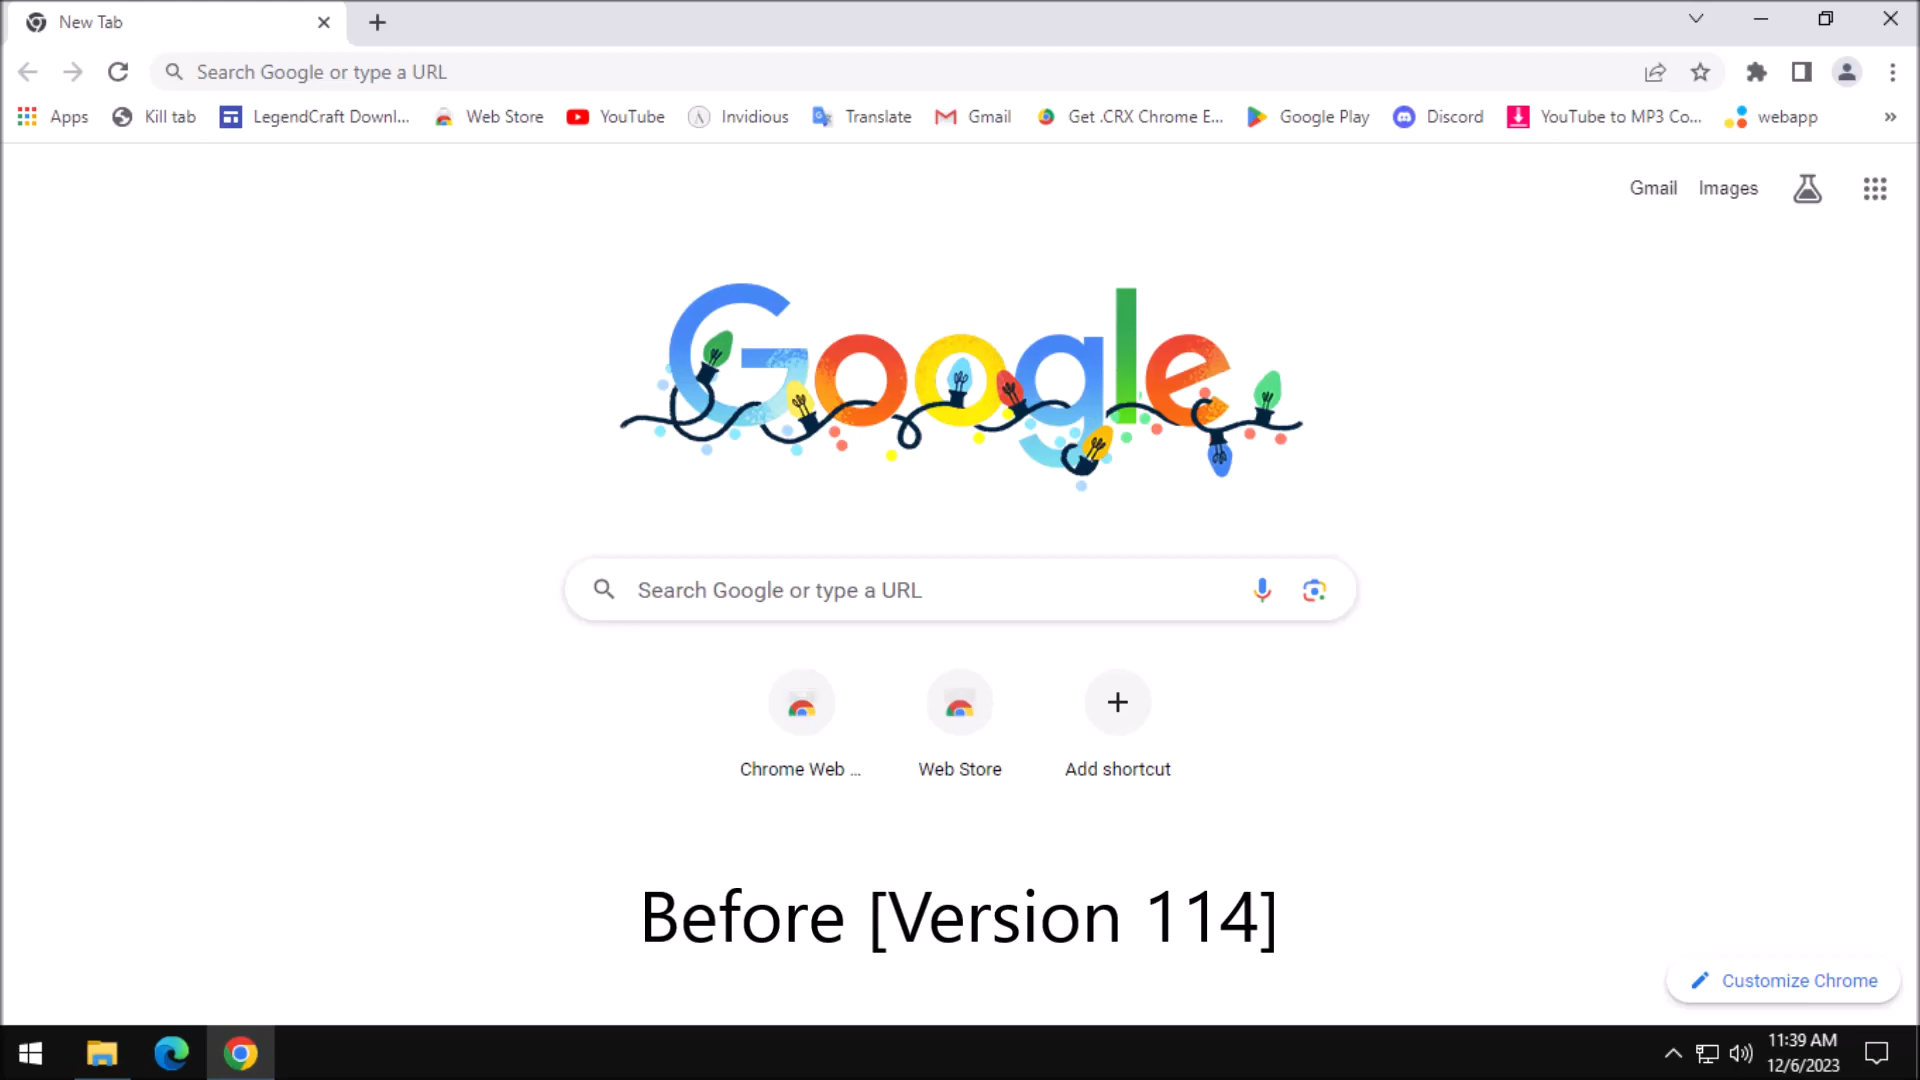 New Tab
Search Google or type a URL
Apps Kill tab LegendCraft Downl... Web Store YouTube Invidious Translate Gmail Get .CRX Chrome E... Google Play Discord YouTube to MP3 Co... webapp »
Gmail Images
Google
Search Google or type a URL
Chrome Web ... Web Store Add shortcut
Before [Version 114]
Customize Chrome
11:39 AM
12/6/2023